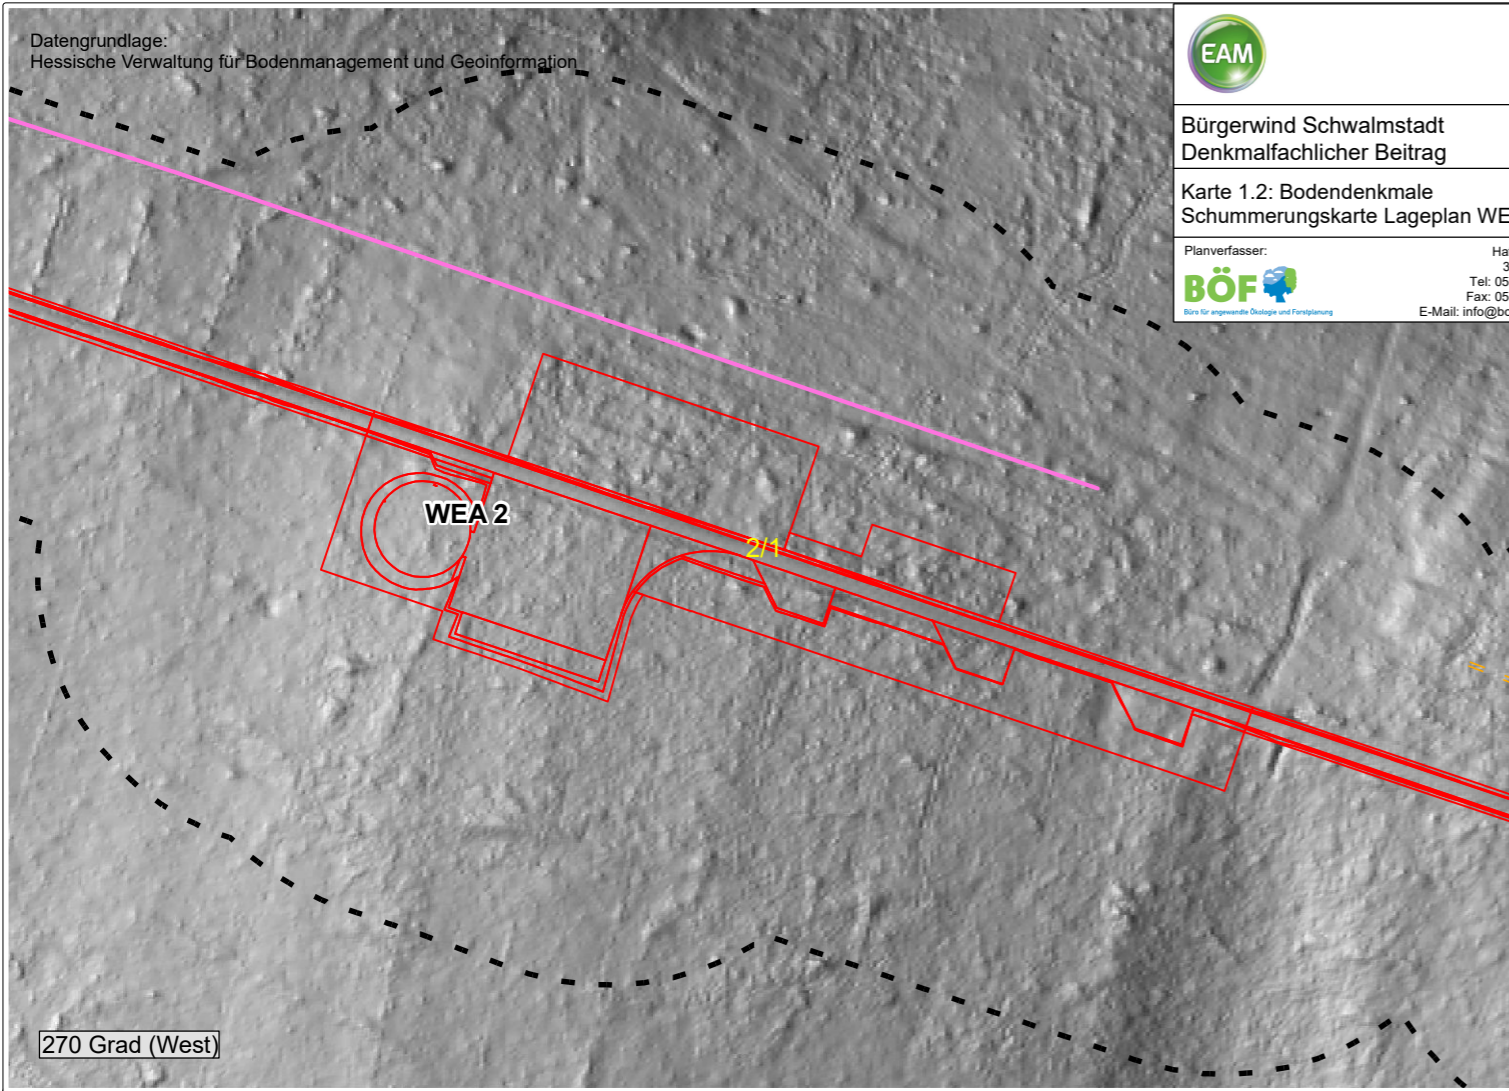 Datengrundlage:
Hessische Verwaltung für Bodenmanagement und Geoinformation
EAM
Bürgerwind Schwalmstadt
Denkmalfachlicher Beitrag
Karte 1.2: Bodendenkmale
Schummerungskarte Lageplan WE
Planverfasser:
BÖF
Büro für angewandte Ökologie und Forstplanung
Ha
3
Tel: 05
Fax: 05
E-Mail: info@bo
WEA 2
2/1
270 Grad (West)